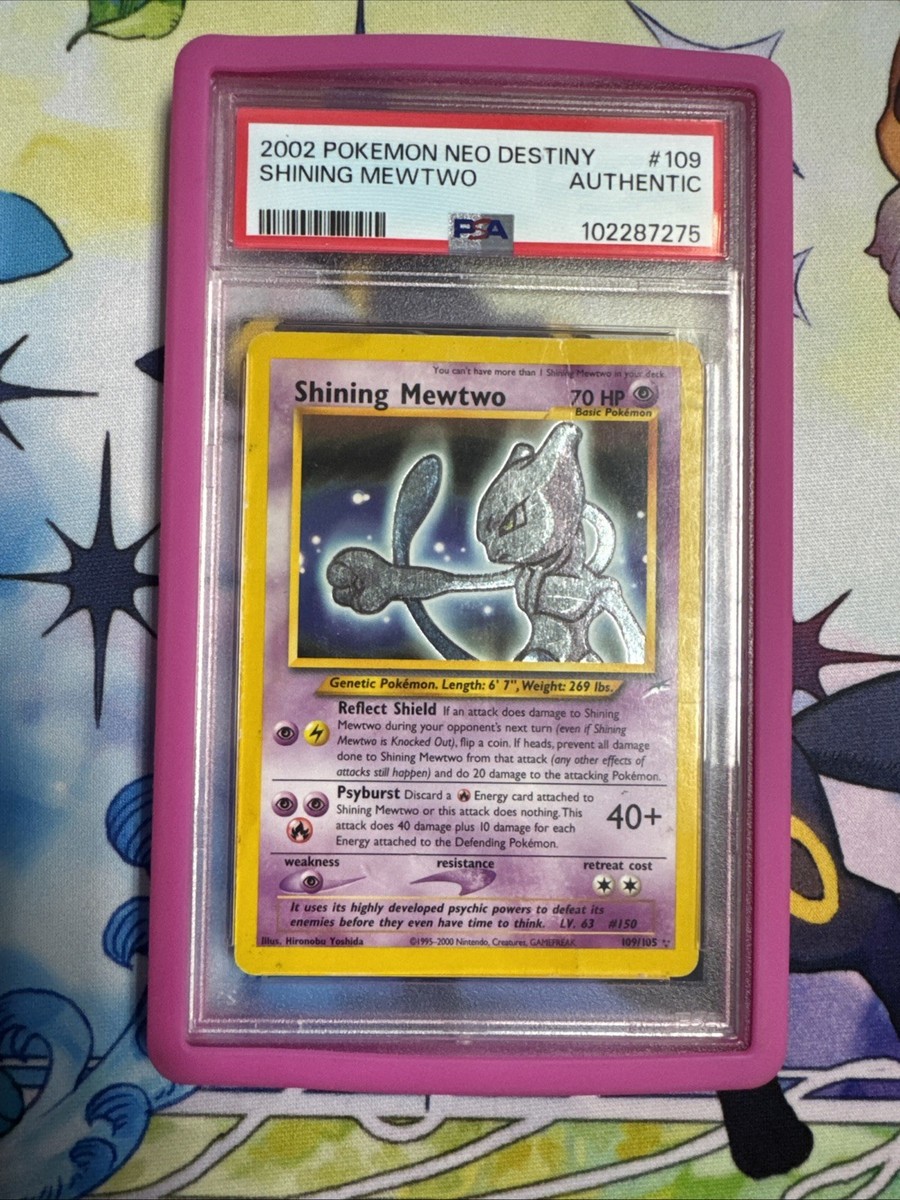 2002 POKEMON NEO DESTINY #109
SHINING MEWTWO AUTHENTIC
PSA 102287275
You can't have more than 1 Shining Mewtwo in your deck.
Shining Mewtwo 70 HP
Basic Pokémon
Genetic Pokémon. Length: 6' 7", Weight: 269 lbs.
Reflect Shield If an attack does damage to Shining
Mewtwo during your opponent's next turn (even if Shining
Mewtwo is Knocked Out), flip a coin. If heads, prevent all damage
done to Shining Mewtwo from that attack (any other effects of
attacks still happen) and do 20 damage to the attacking Pokémon.
Psyburst Discard a Energy card attached to
Shining Mewtwo or this attack does nothing. This
attack does 40 damage plus 10 damage for each
Energy attached to the Defending Pokémon.
40+
weakness resistance retreat cost
It uses its highly developed psychic powers to defeat its
enemies before they even have time to think. LV. 63 #150
Illus. Hironobu Yoshida ©1995-2000 Nintendo, Creatures, GAMEFREAK. 109/105